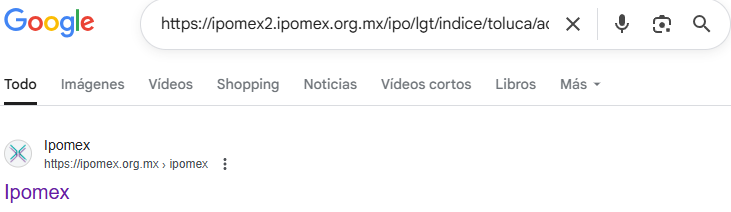 Google
https://ipomex2.ipomex.org.mx/ipo/lgt/indice/toluca/ac
Todo Imágenes Vídeos Shopping Noticias Vídeos cortos Libros Más
Ipomex
https://ipomex.org.mx › ipomex
Ipomex